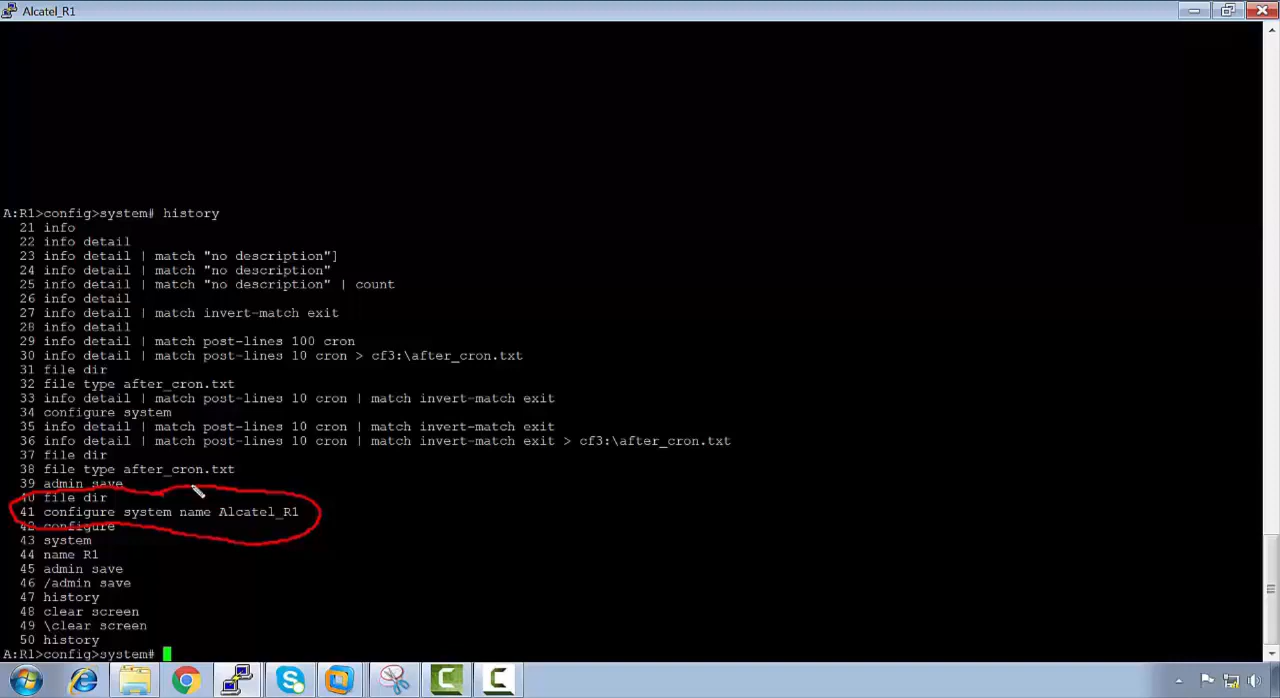 Alcatel_R1
A:R1>config>system# history
21 info
22 info detail
23 info detail | match "no description"]
24 info detail | match "no description"
25 info detail | match "no description" | count
26 info detail
27 info detail | match invert-match exit
28 info detail
29 info detail | match post-lines 100 cron
30 info detail | match post-lines 10 cron > cf3:\after_cron.txt
31 file dir
32 file type after_cron.txt
33 info detail | match post-lines 10 cron | match invert-match exit
34 configure system
35 info detail | match post-lines 10 cron | match invert-match exit
36 info detail | match post-lines 10 cron | match invert-match exit > cf3:\after_cron.txt
37 file dir
38 file type after_cron.txt
39 admin save
40 file dir
41 configure system name Alcatel_R1
42 configure
43 system
44 name R1
45 admin save
46 /admin save
47 history
48 clear screen
49 \clear screen
50 history
A:R1>config>system#